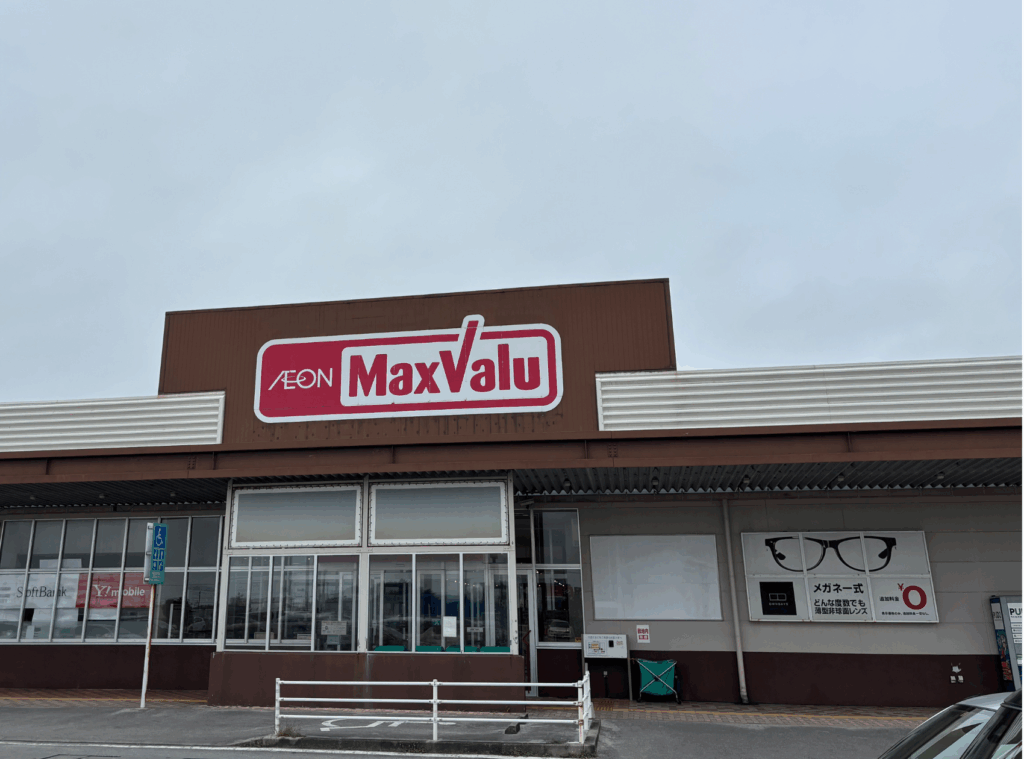 ÆON MaxValu
SoftBank
Y!mobile
メガネ一式
どんな度数でも
薄型非球面レンズ
追加料金
¥0
PU